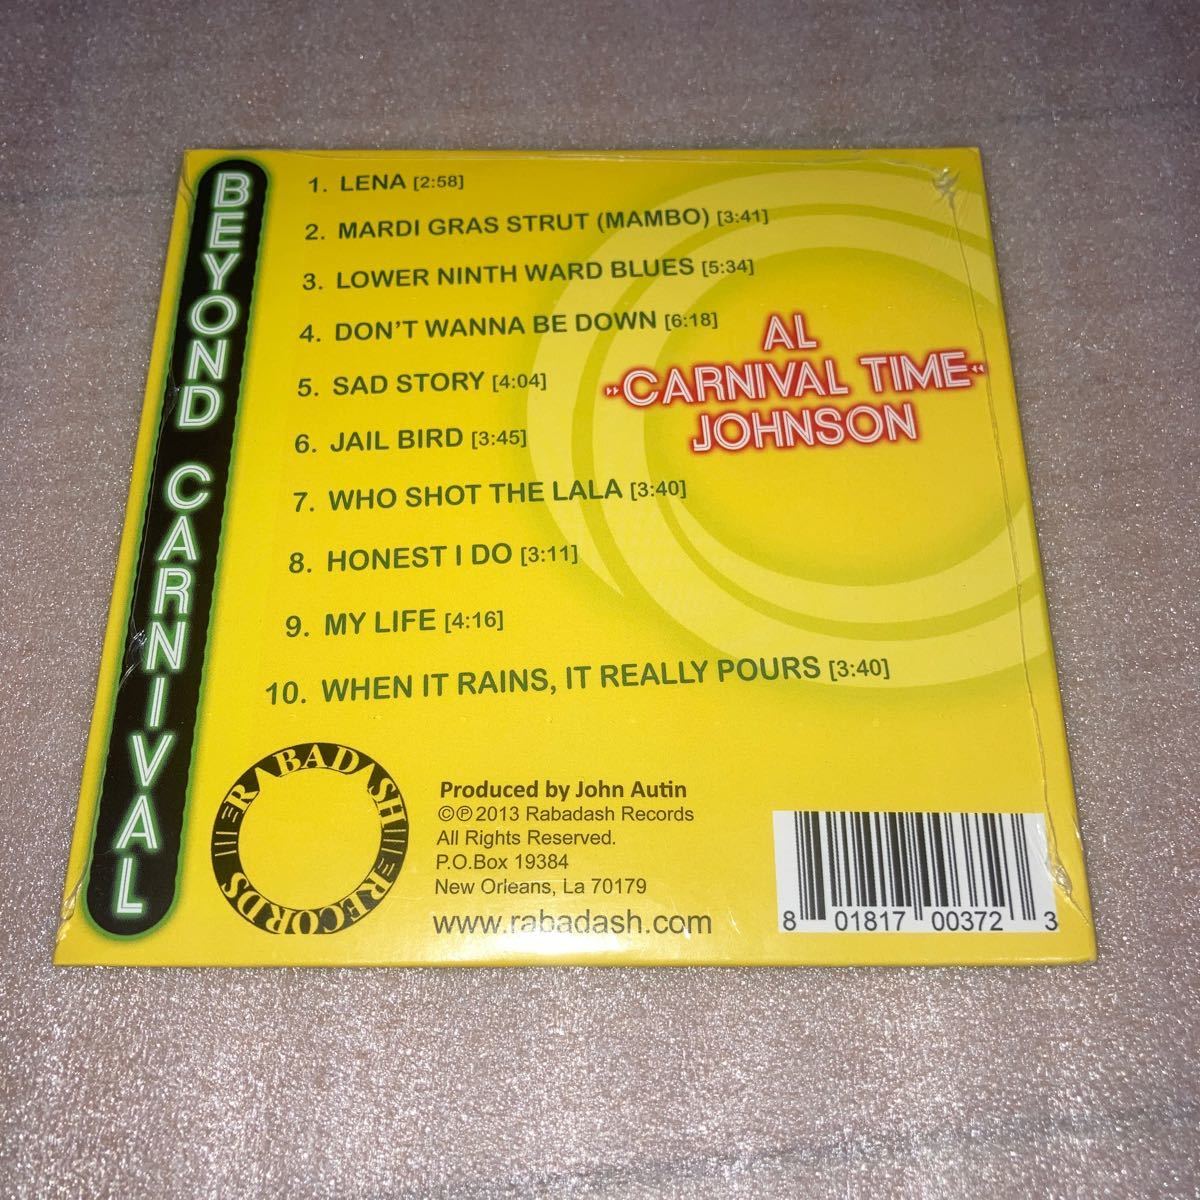 BEYOND CARNIVAL
1. LENA [2:58]
2. MARDI GRAS STRUT (MAMBO) [3:41]
3. LOWER NINTH WARD BLUES [5:34]
4. DON'T WANNA BE DOWN [6:18]
5. SAD STORY [4:04]
6. JAIL BIRD [3:45]
7. WHO SHOT THE LALA [3:40]
8. HONEST I DO [3:11]
9. MY LIFE [4:16]
10. WHEN IT RAINS, IT REALLY POURS [3:40]
AL
"CARNIVAL TIME"
JOHNSON
RABADASH RECORDS
Produced by John Autin
©℗ 2013 Rabadash Records
All Rights Reserved.
P.O.Box 19384
New Orleans, La 70179
www.rabadash.com
8 01817 00372 3